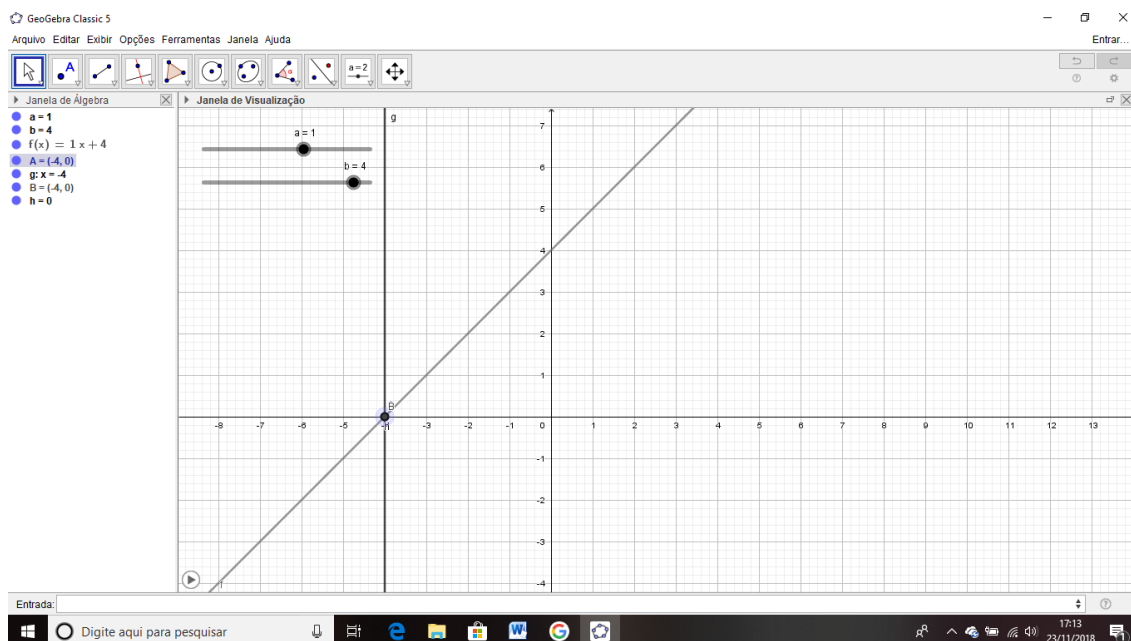 GeoGebra Classic 5
Arquivo Editar Exibir Opções Ferramentas Janela Ajuda
Entrar...
A
a=2
Janela de Álgebra
Janela de Visualização
a = 1
b = 4
f(x) = 1 x + 4
A = (-4, 0)
g: x = -4
B = (-4, 0)
h = 0
g
a = 1
b = 4
7
6
5
4
3
2
1
B
-8 -7 -6 -5 -3 -2 -1 0 1 2 3 4 5 6 7 8 9 10 11 12 13
-1
-2
-3
-4
f
Entrada:
Digite aqui para pesquisar
17:13
23/11/2018